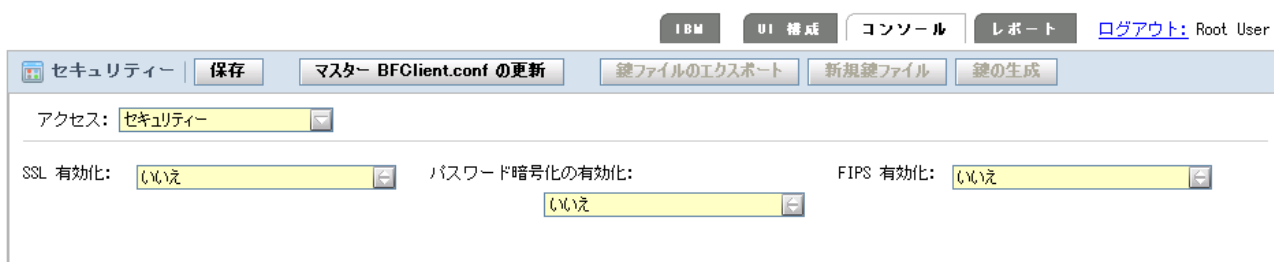 IBM UI 構成 コンソール レポート ログアウト: Root User
セキュリティー | 保存 マスター BFClient.conf の更新 鍵ファイルのエクスポート 新規鍵ファイル 鍵の生成
アクセス: セキュリティー
SSL 有効化: いいえ パスワード暗号化の有効化: FIPS 有効化: いいえ
いいえ